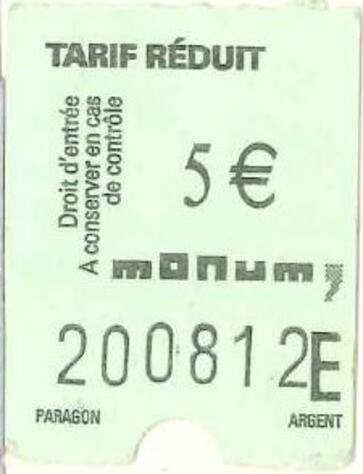 TARIF RÉDUIT
Droit d'entrée
A conserver en cas
de contrôle
5 €
monum,
200812E
PARAGON
ARGENT